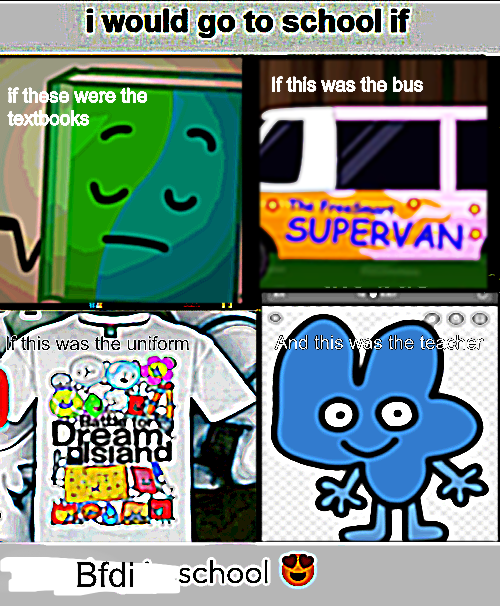 i would go to school if
if these were the
textbooks
If this was the bus
The FreeSmart
SUPERVAN
If this was the uniform
Battle for
Dream
Island
And this was the teacher
Bfdi school 😍